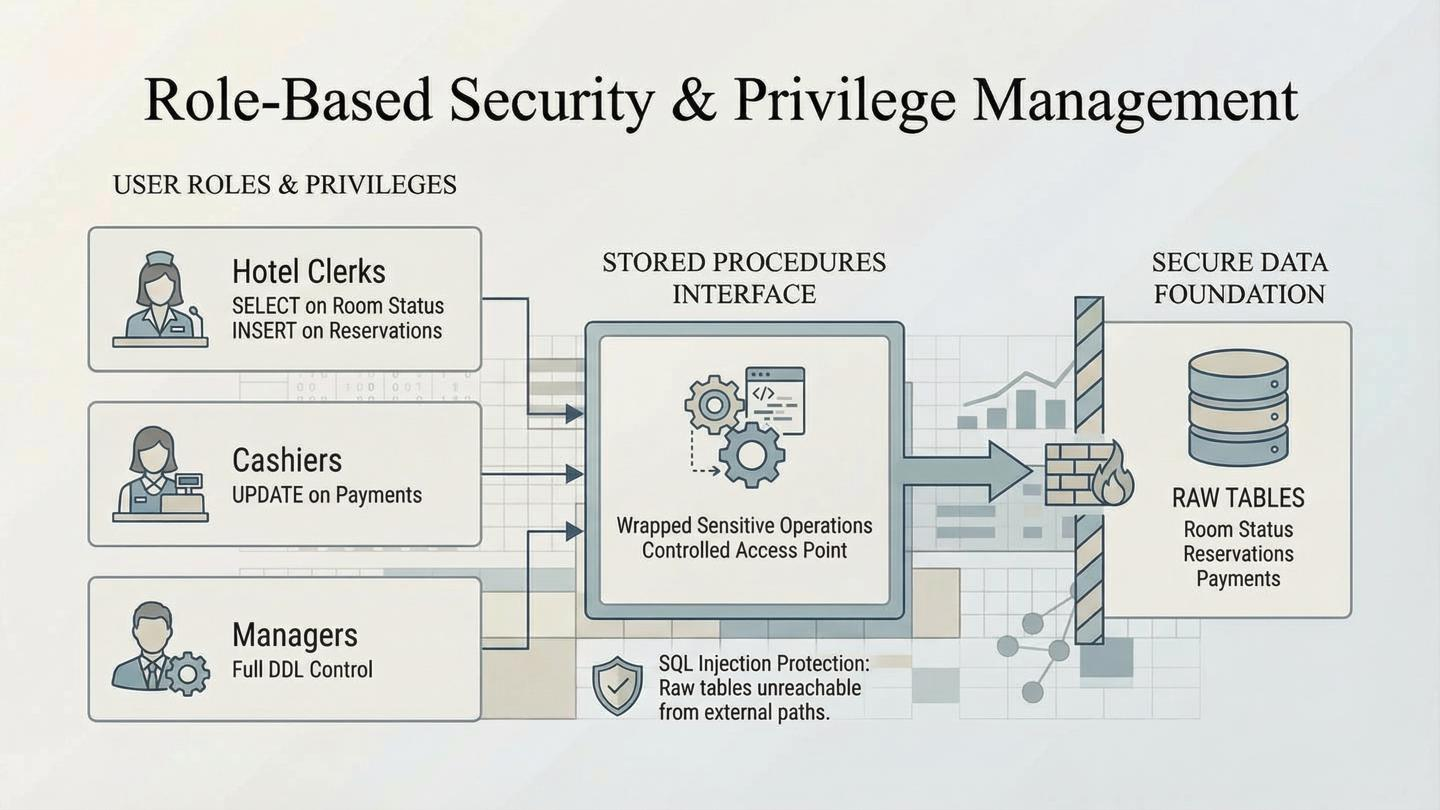 Role-Based Security & Privilege Management
USER ROLES & PRIVILEGES
Hotel Clerks
SELECT on Room Status
INSERT on Reservations
Cashiers
UPDATE on Payments
Managers
Full DDL Control
STORED PROCEDURES
INTERFACE
</>
Wrapped Sensitive Operations
Controlled Access Point
SQL Injection Protection:
Raw tables unreachable
from external paths.
SECURE DATA
FOUNDATION
RAW TABLES
Room Status
Reservations
Payments